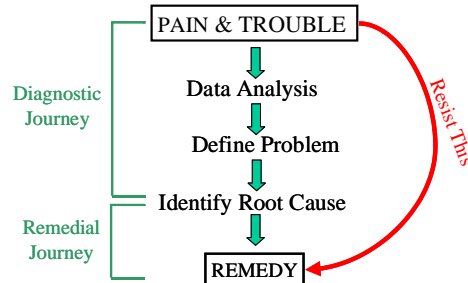 PAIN & TROUBLE
Diagnostic
Journey
Data Analysis
Define Problem
Identify Root Cause
Resist This
Remedial
Journey
REMEDY